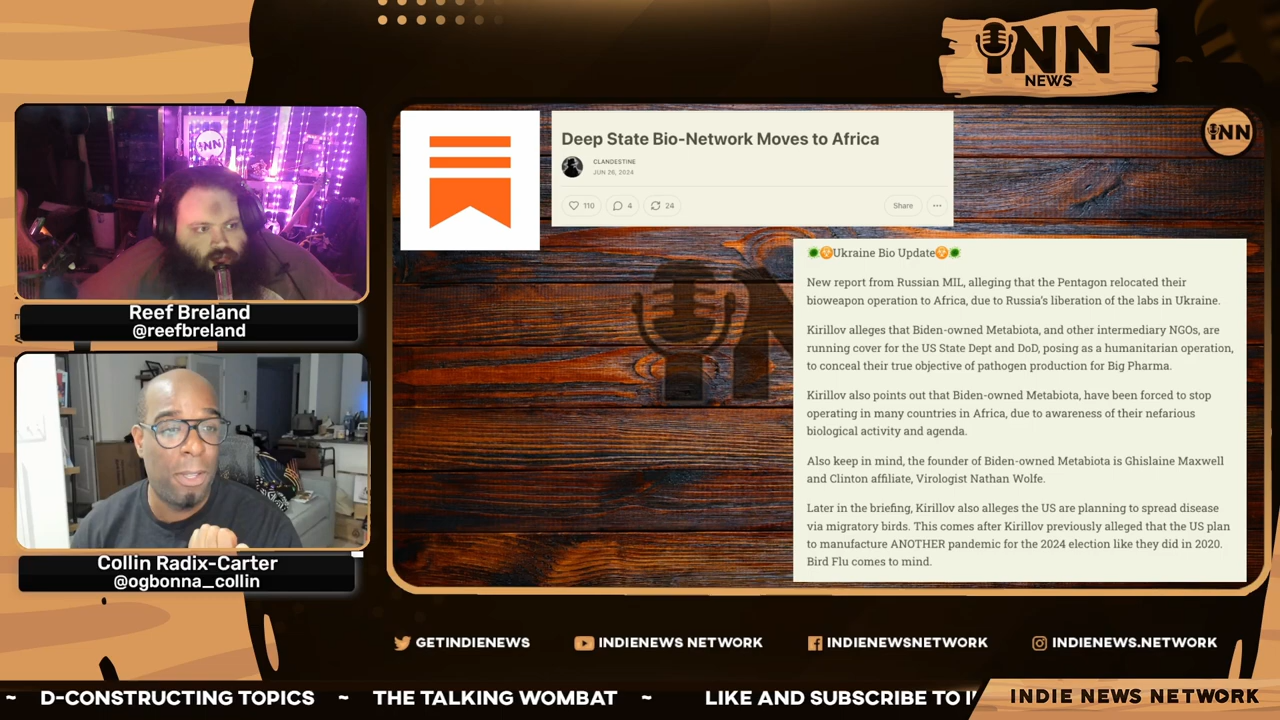 INN
NEWS
INN
INN
Reef Breland
@reefbreland
Collin Radix-Carter
@ogbonna_collin
Deep State Bio-Network Moves to Africa
CLANDESTINE
JUN 26, 2024
110
4
24
Share
Ukraine Bio Update
New report from Russian MIL, alleging that the Pentagon relocated their
bioweapon operation to Africa, due to Russia's liberation of the labs in Ukraine.
Kirillov alleges that Biden-owned Metabiota, and other intermediary NGOs, are
running cover for the US State Dept and DoD, posing as a humanitarian operation,
to conceal their true objective of pathogen production for Big Pharma.
Kirillov also points out that Biden-owned Metabiota, have been forced to stop
operating in many countries in Africa, due to awareness of their nefarious
biological activity and agenda.
Also keep in mind, the founder of Biden-owned Metabiota is Ghislaine Maxwell
and Clinton affiliate, Virologist Nathan Wolfe.
Later in the briefing, Kirillov also alleges the US are planning to spread disease
via migratory birds. This comes after Kirillov previously alleged that the US plan
to manufacture ANOTHER pandemic for the 2024 election like they did in 2020.
Bird Flu comes to mind.
GETINDIENEWS
INDIENEWS NETWORK
INDIENEWSNETWORK
INDIENEWS.NETWORK
~ D-CONSTRUCTING TOPICS ~ THE TALKING WOMBAT ~ LIKE AND SUBSCRIBE TO
INDIE NEWS NETWORK